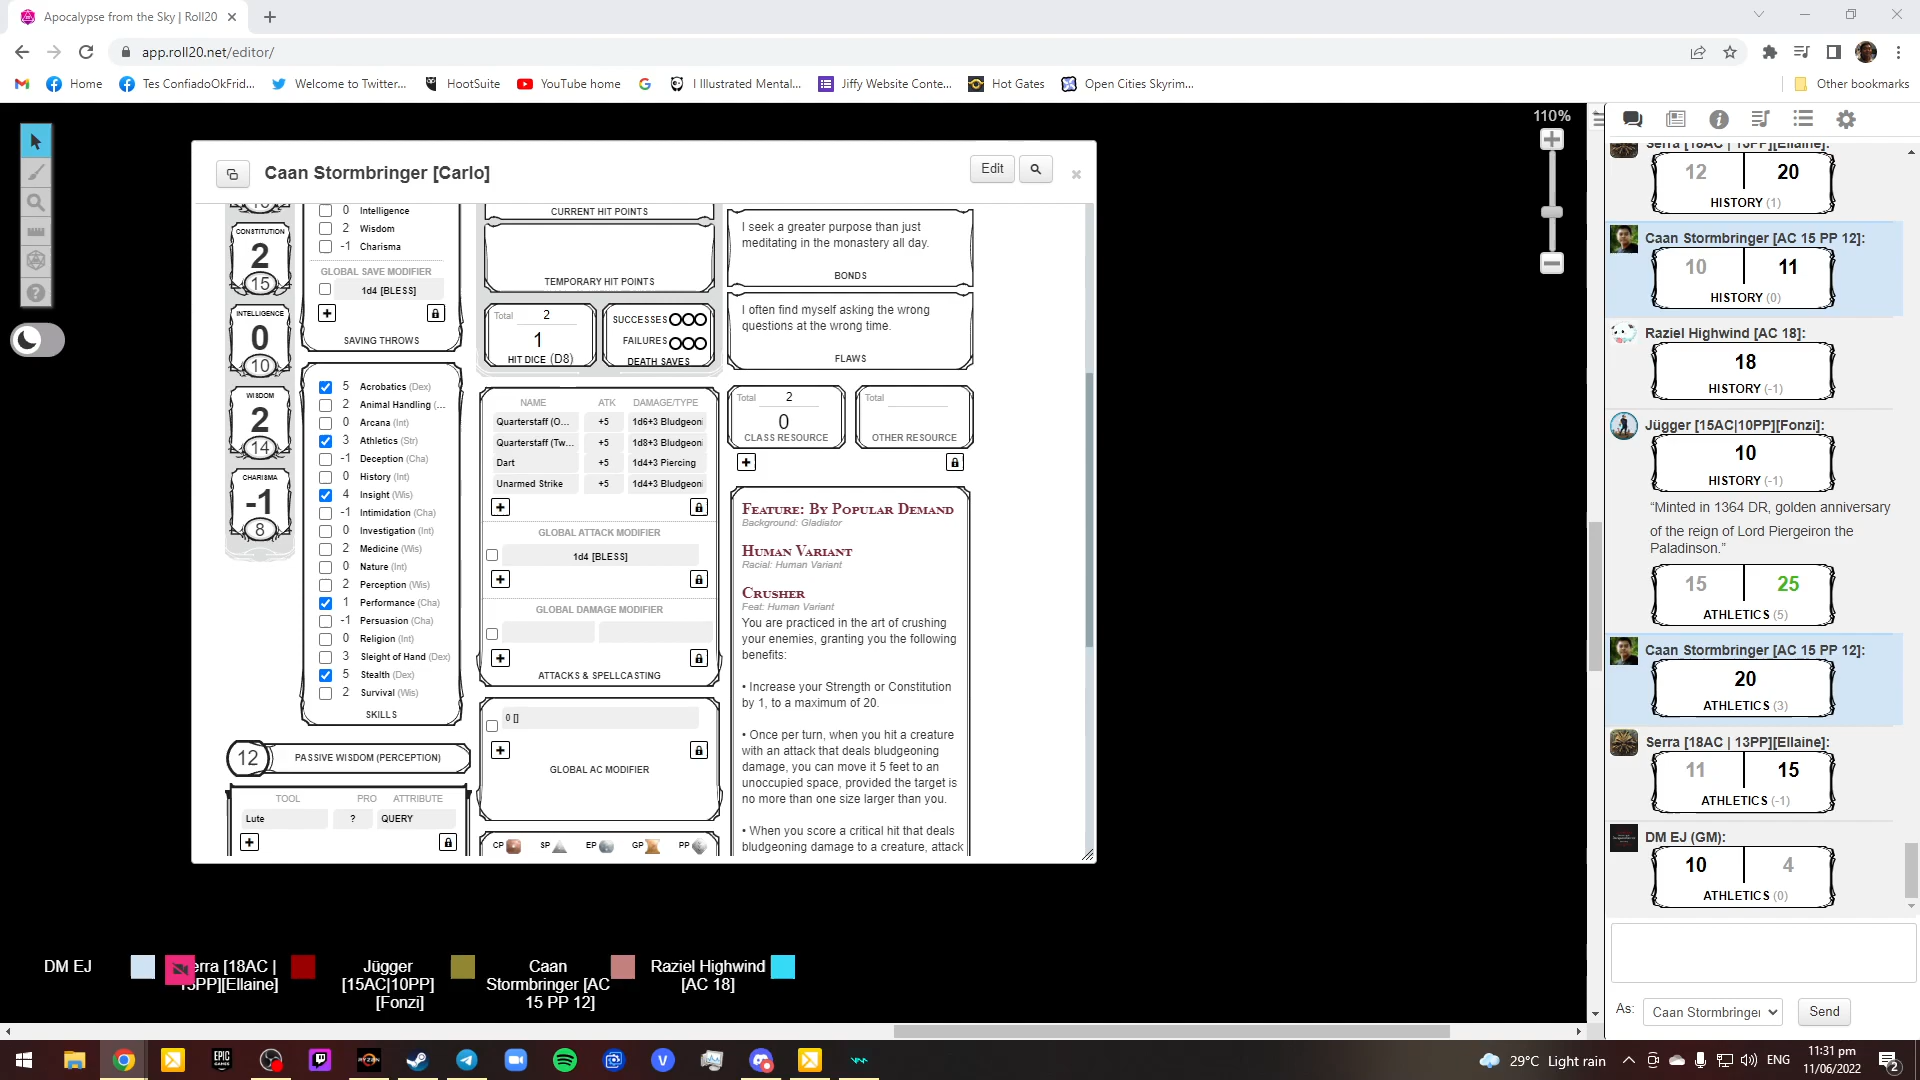 Apocalypse from the Sky | Roll20
app.roll20.net/editor/
Home
Tes ConfiadoOkFrid...
Welcome to Twitter...
HootSuite
YouTube home
I Illustrated Mental...
Jiffy Website Conte...
Hot Gates
Open Cities Skyrim...
Other bookmarks
110%
Caan Stormbringer [Carlo]
Edit
CONSTITUTION
2
15
INTELLIGENCE
0
10
WISDOM
2
14
CHARISMA
-1
8
0 Intelligence
2 Wisdom
-1 Charisma
GLOBAL SAVE MODIFIER
1d4 [BLESS]
SAVING THROWS
5 Acrobatics (Dex)
2 Animal Handling (...
0 Arcana (Int)
3 Athletics (Str)
-1 Deception (Cha)
0 History (Int)
4 Insight (Wis)
-1 Intimidation (Cha)
0 Investigation (Int)
2 Medicine (Wis)
0 Nature (Int)
2 Perception (Wis)
1 Performance (Cha)
-1 Persuasion (Cha)
0 Religion (Int)
3 Sleight of Hand (Dex)
5 Stealth (Dex)
2 Survival (Wis)
SKILLS
12 PASSIVE WISDOM (PERCEPTION)
TOOL PRO ATTRIBUTE
Lute ? QUERY
CURRENT HIT POINTS
TEMPORARY HIT POINTS
Total 2
1
HIT DICE (D8)
SUCCESSES
FAILURES
DEATH SAVES
NAME ATK DAMAGE/TYPE
Quarterstaff (O... +5 1d6+3 Bludgeoni
Quarterstaff (Tw... +5 1d8+3 Bludgeoni
Dart +5 1d4+3 Piercing
Unarmed Strike +5 1d4+3 Bludgeoni
GLOBAL ATTACK MODIFIER
1d4 [BLESS]
GLOBAL DAMAGE MODIFIER
ATTACKS & SPELLCASTING
0 []
GLOBAL AC MODIFIER
CP SP EP GP PP
I seek a greater purpose than just
meditating in the monastery all day.
BONDS
I often find myself asking the wrong
questions at the wrong time.
FLAWS
Total 2
0
CLASS RESOURCE
Total
OTHER RESOURCE
FEATURE: BY POPULAR DEMAND
Background: Gladiator
HUMAN VARIANT
Racial: Human Variant
CRUSHER
Feat: Human Variant
You are practiced in the art of crushing
your enemies, granting you the following
benefits:
• Increase your Strength or Constitution
by 1, to a maximum of 20.
• Once per turn, when you hit a creature
with an attack that deals bludgeoning
damage, you can move it 5 feet to an
unoccupied space, provided the target is
no more than one size larger than you.
• When you score a critical hit that deals
bludgeoning damage to a creature, attack
Serra [18AC | 13PP][Ellaine]:
12 20
HISTORY (1)
Caan Stormbringer [AC 15 PP 12]:
10 11
HISTORY (0)
Raziel Highwind [AC 18]:
18
HISTORY (-1)
Jügger [15AC|10PP][Fonzi]:
10
HISTORY (-1)
“Minted in 1364 DR, golden anniversary
of the reign of Lord Piergeiron the
Paladinson.”
15 25
ATHLETICS (5)
Caan Stormbringer [AC 15 PP 12]:
20
ATHLETICS (3)
Serra [18AC | 13PP][Ellaine]:
11 15
ATHLETICS (-1)
DM EJ (GM):
10 4
ATHLETICS (0)
As: Caan Stormbringer Send
DM EJ
erra [18AC |
13PP][Ellaine]
Jügger
[15AC|10PP]
[Fonzi]
Caan
Stormbringer [AC
15 PP 12]
Raziel Highwind
[AC 18]
EPIC GAMES
RYZEN
29°C Light rain
ENG
11:31 pm
11/06/2022
2